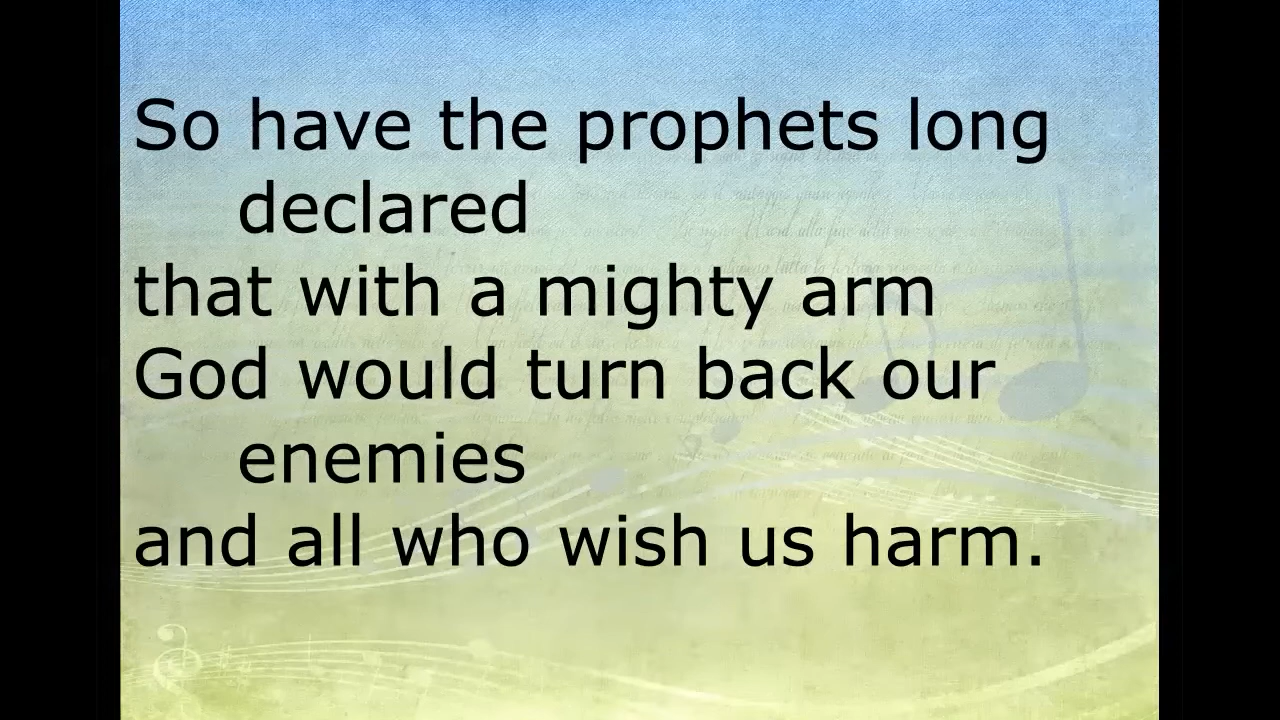 So have the prophets long
declared
that with a mighty arm
God would turn back our
enemies
and all who wish us harm.